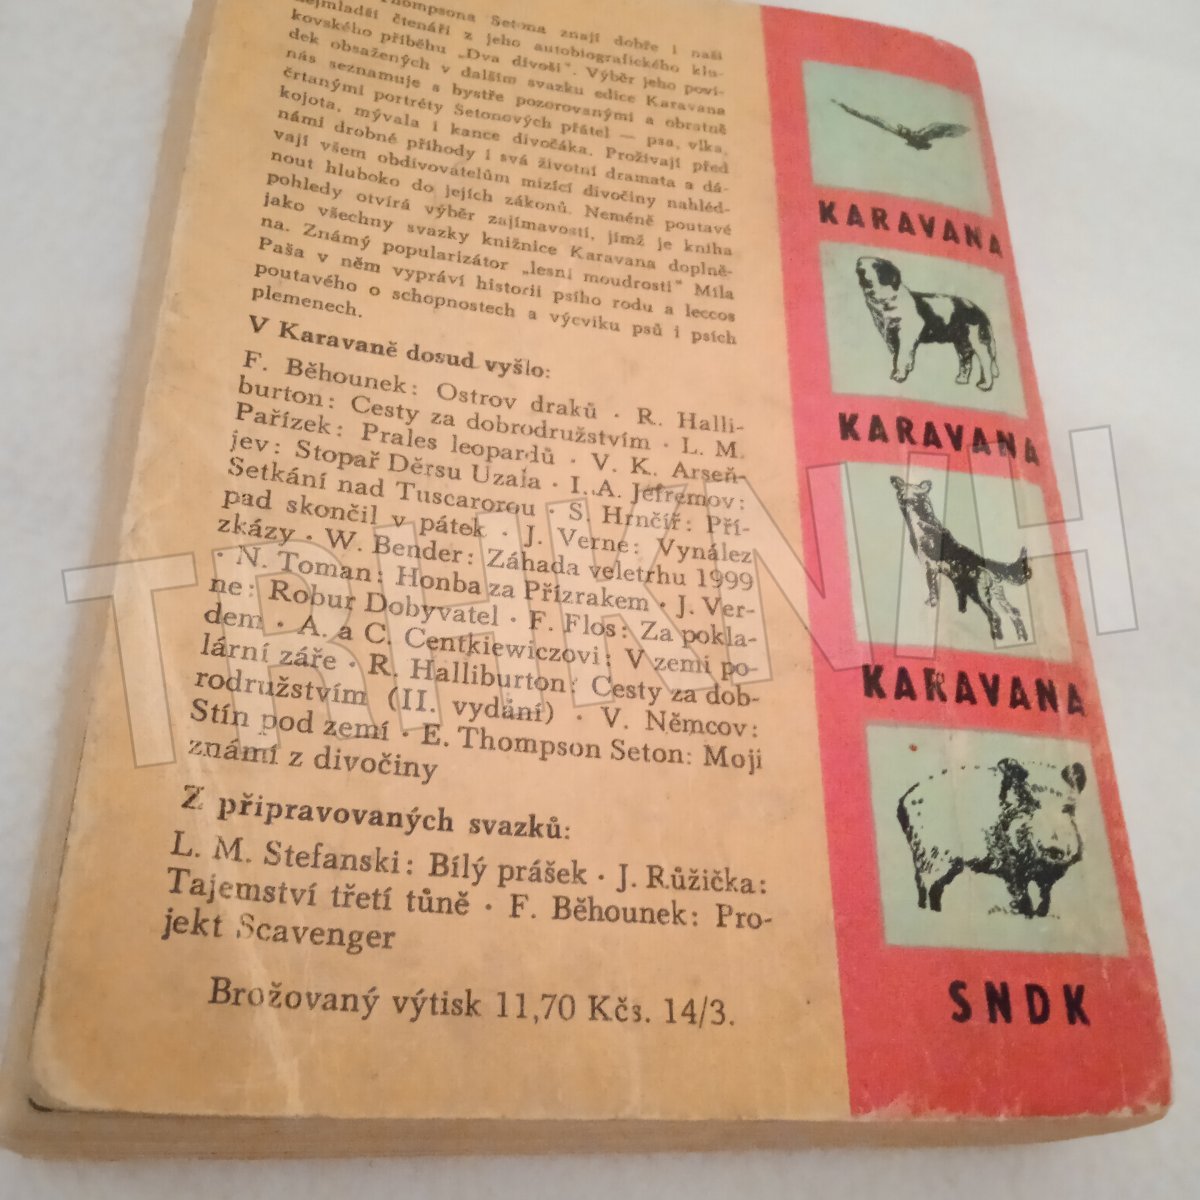 Thompsona Setona znají dobře i naši
nejmladší čtenáři z jeho autobiografického klu-
kovského příběhu „Dva divoši". Výběr jeho poví-
dek obsažených v dalším svazku edice Karavana
nás seznamuje s bystře pozorovanými a obratně
črtanými portréty Setonových přátel — psa, vlka,
kojota, mývala i kance divočáka. Prožívají před
námi drobné příhody i svá životní dramata a dá-
vají všem obdivovatelům mizící divočiny nahléd-
nout hluboko do jejích zákonů. Neméně poutavé
pohledy otvírá výběr zajímavostí, jímž je kniha
jako všechny svazky knižnice Karavana doplně-
na. Známý popularizátor „lesní moudrosti" Míla
Paša v něm vypráví historii psího rodu a leccos
poutavého o schopnostech a výcviku psů i psích
plemenech.
V Karavaně dosud vyšlo:
F. Běhounek: Ostrov draků · R. Halli-
burton: Cesty za dobrodružstvím · L. M.
Pařízek: Prales leopardů · V. K. Arseň-
jev: Stopař Děrsu Uzala · I. A. Jefremov:
Setkání nad Tuscarorou · S. Hrnčíř: Pří-
pad skončil v pátek · J. Verne: Vynález
zkázy · W. Bender: Záhada veletrhu 1999
· N. Toman: Honba za Přízrakem · J. Ver-
ne: Robur Dobyvatel · F. Flos: Za pokla-
dem · A. a C. Centkiewiczovi: V zemi po-
lární záře · R. Halliburton: Cesty za dob-
rodružstvím (II. vydání) · V. Němcov:
Stín pod zemí · E. Thompson Seton: Moji
známí z divočiny
Z připravovaných svazků:
L. M. Stefanski: Bílý prášek · J. Růžička:
Tajemství třetí tůně · F. Běhounek: Pro-
jekt Scavenger
Brožovaný výtisk 11,70 Kčs. 14/3.
KARAVANA
KARAVANA
KARAVANA
SNDK
TRHKNIH